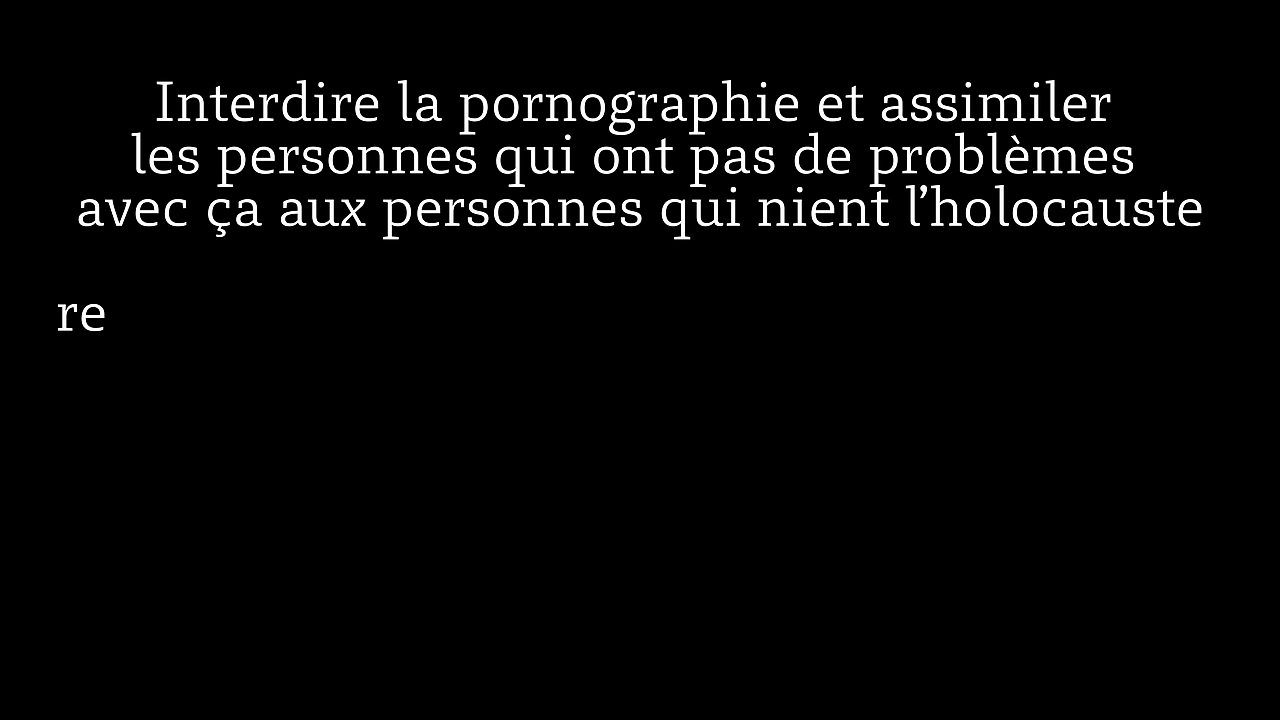 Interdire la pornographie et assimiler
les personnes qui ont pas de problèmes
avec ça aux personnes qui nient l’holocauste
re